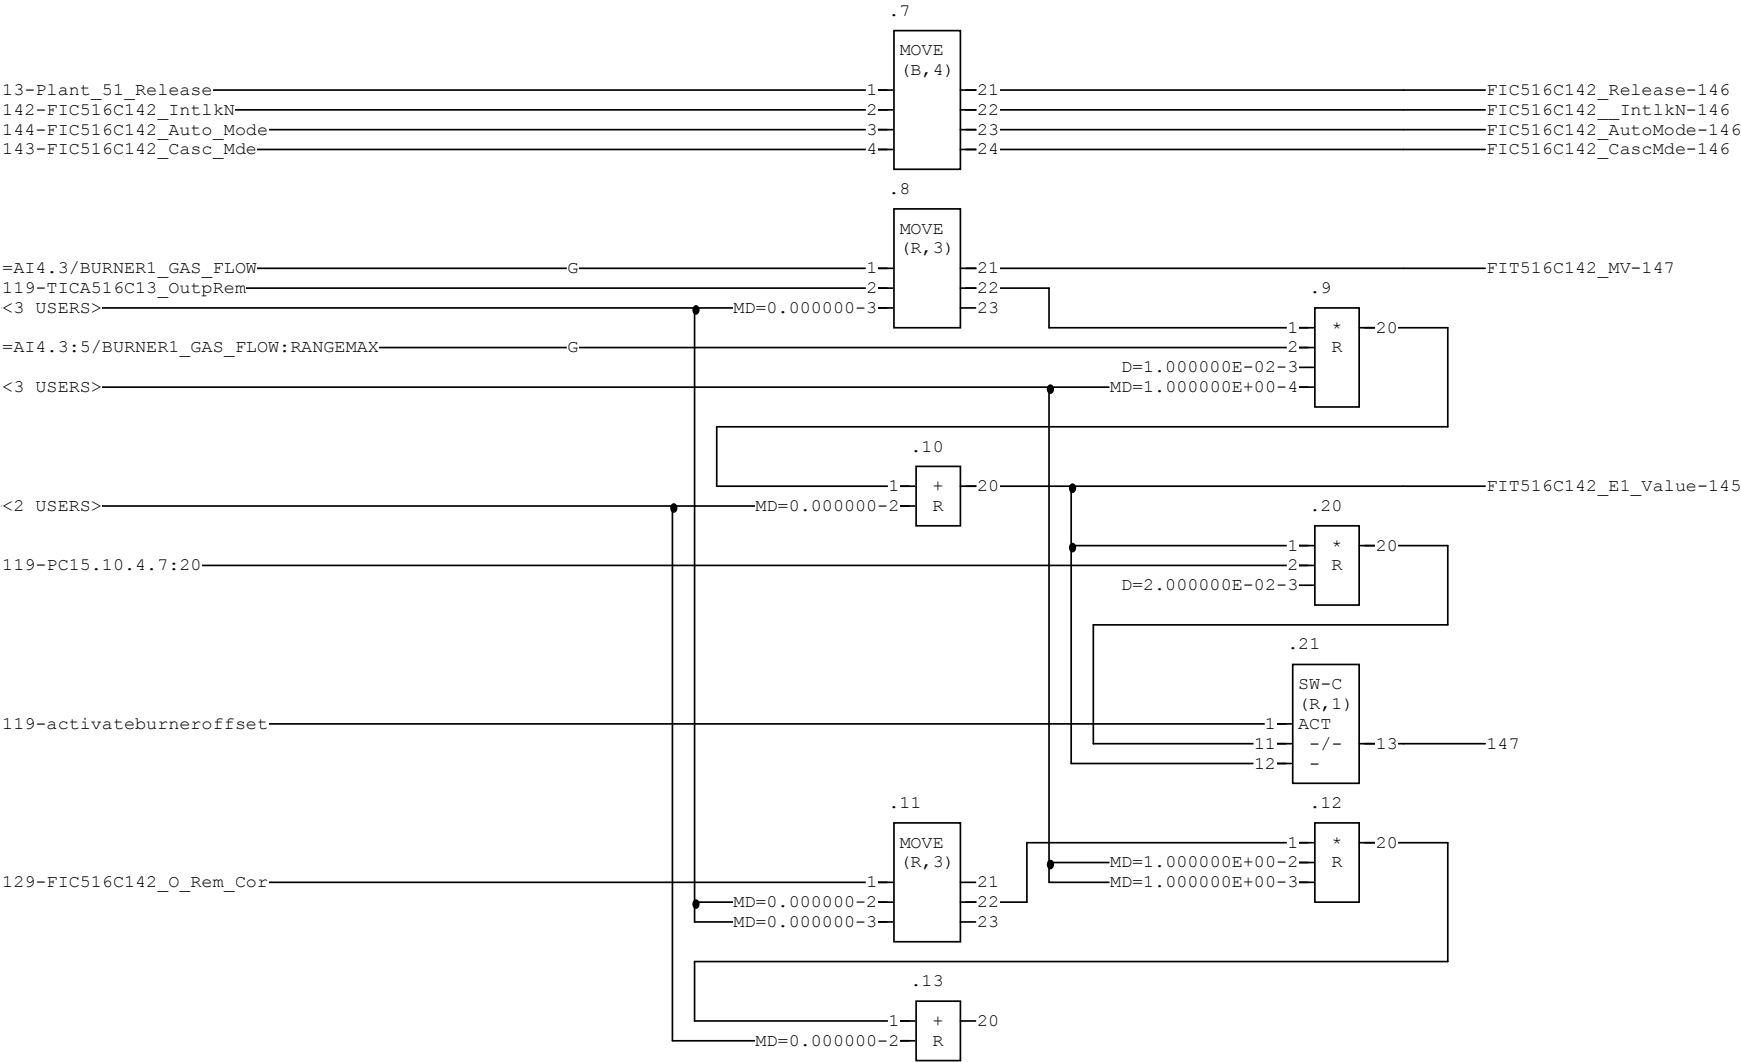 .7
MOVE
(B,4)
13-Plant_51_Release 1 21 FIC516C142_Release-146
142-FIC516C142_IntlkN 2 22 FIC516C142__IntlkN-146
144-FIC516C142_Auto_Mode 3 23 FIC516C142_AutoMode-146
143-FIC516C142_Casc_Mde 4 24 FIC516C142_CascMde-146
.8
MOVE
(R,3)
=AI4.3/BURNER1_GAS_FLOW G 1 21 FIT516C142_MV-147
119-TICA516C13_OutpRem 2 22 .9
<3 USERS> MD=0.000000-3 23
1 * 20
=AI4.3:5/BURNER1_GAS_FLOW:RANGEMAX G 2 R
D=1.000000E-02-3
<3 USERS> MD=1.000000E+00-4
.10
1 + 20 FIT516C142_E1_Value-145
<2 USERS> MD=0.000000-2 R .20
1 * 20
119-PC15.10.4.7:20 2 R
D=2.000000E-02-3
.21
SW-C
(R,1)
119-activateburneroffset 1 ACT
11 -/- 13 147
12 -
.11 .12
MOVE 1 * 20
(R,3) MD=1.000000E+00-2 R
129-FIC516C142_O_Rem_Cor 1 21 MD=1.000000E+00-3
MD=0.000000-2 22
MD=0.000000-3 23
.13
1 + 20
MD=0.000000-2 R